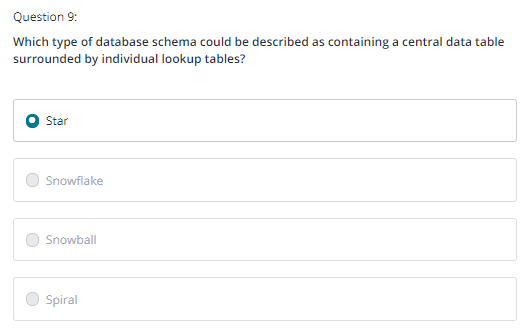 Question 9:
Which type of database schema could be described as containing a central data table
surrounded by individual lookup tables?
Star
Snowflake
Snowball
Spiral